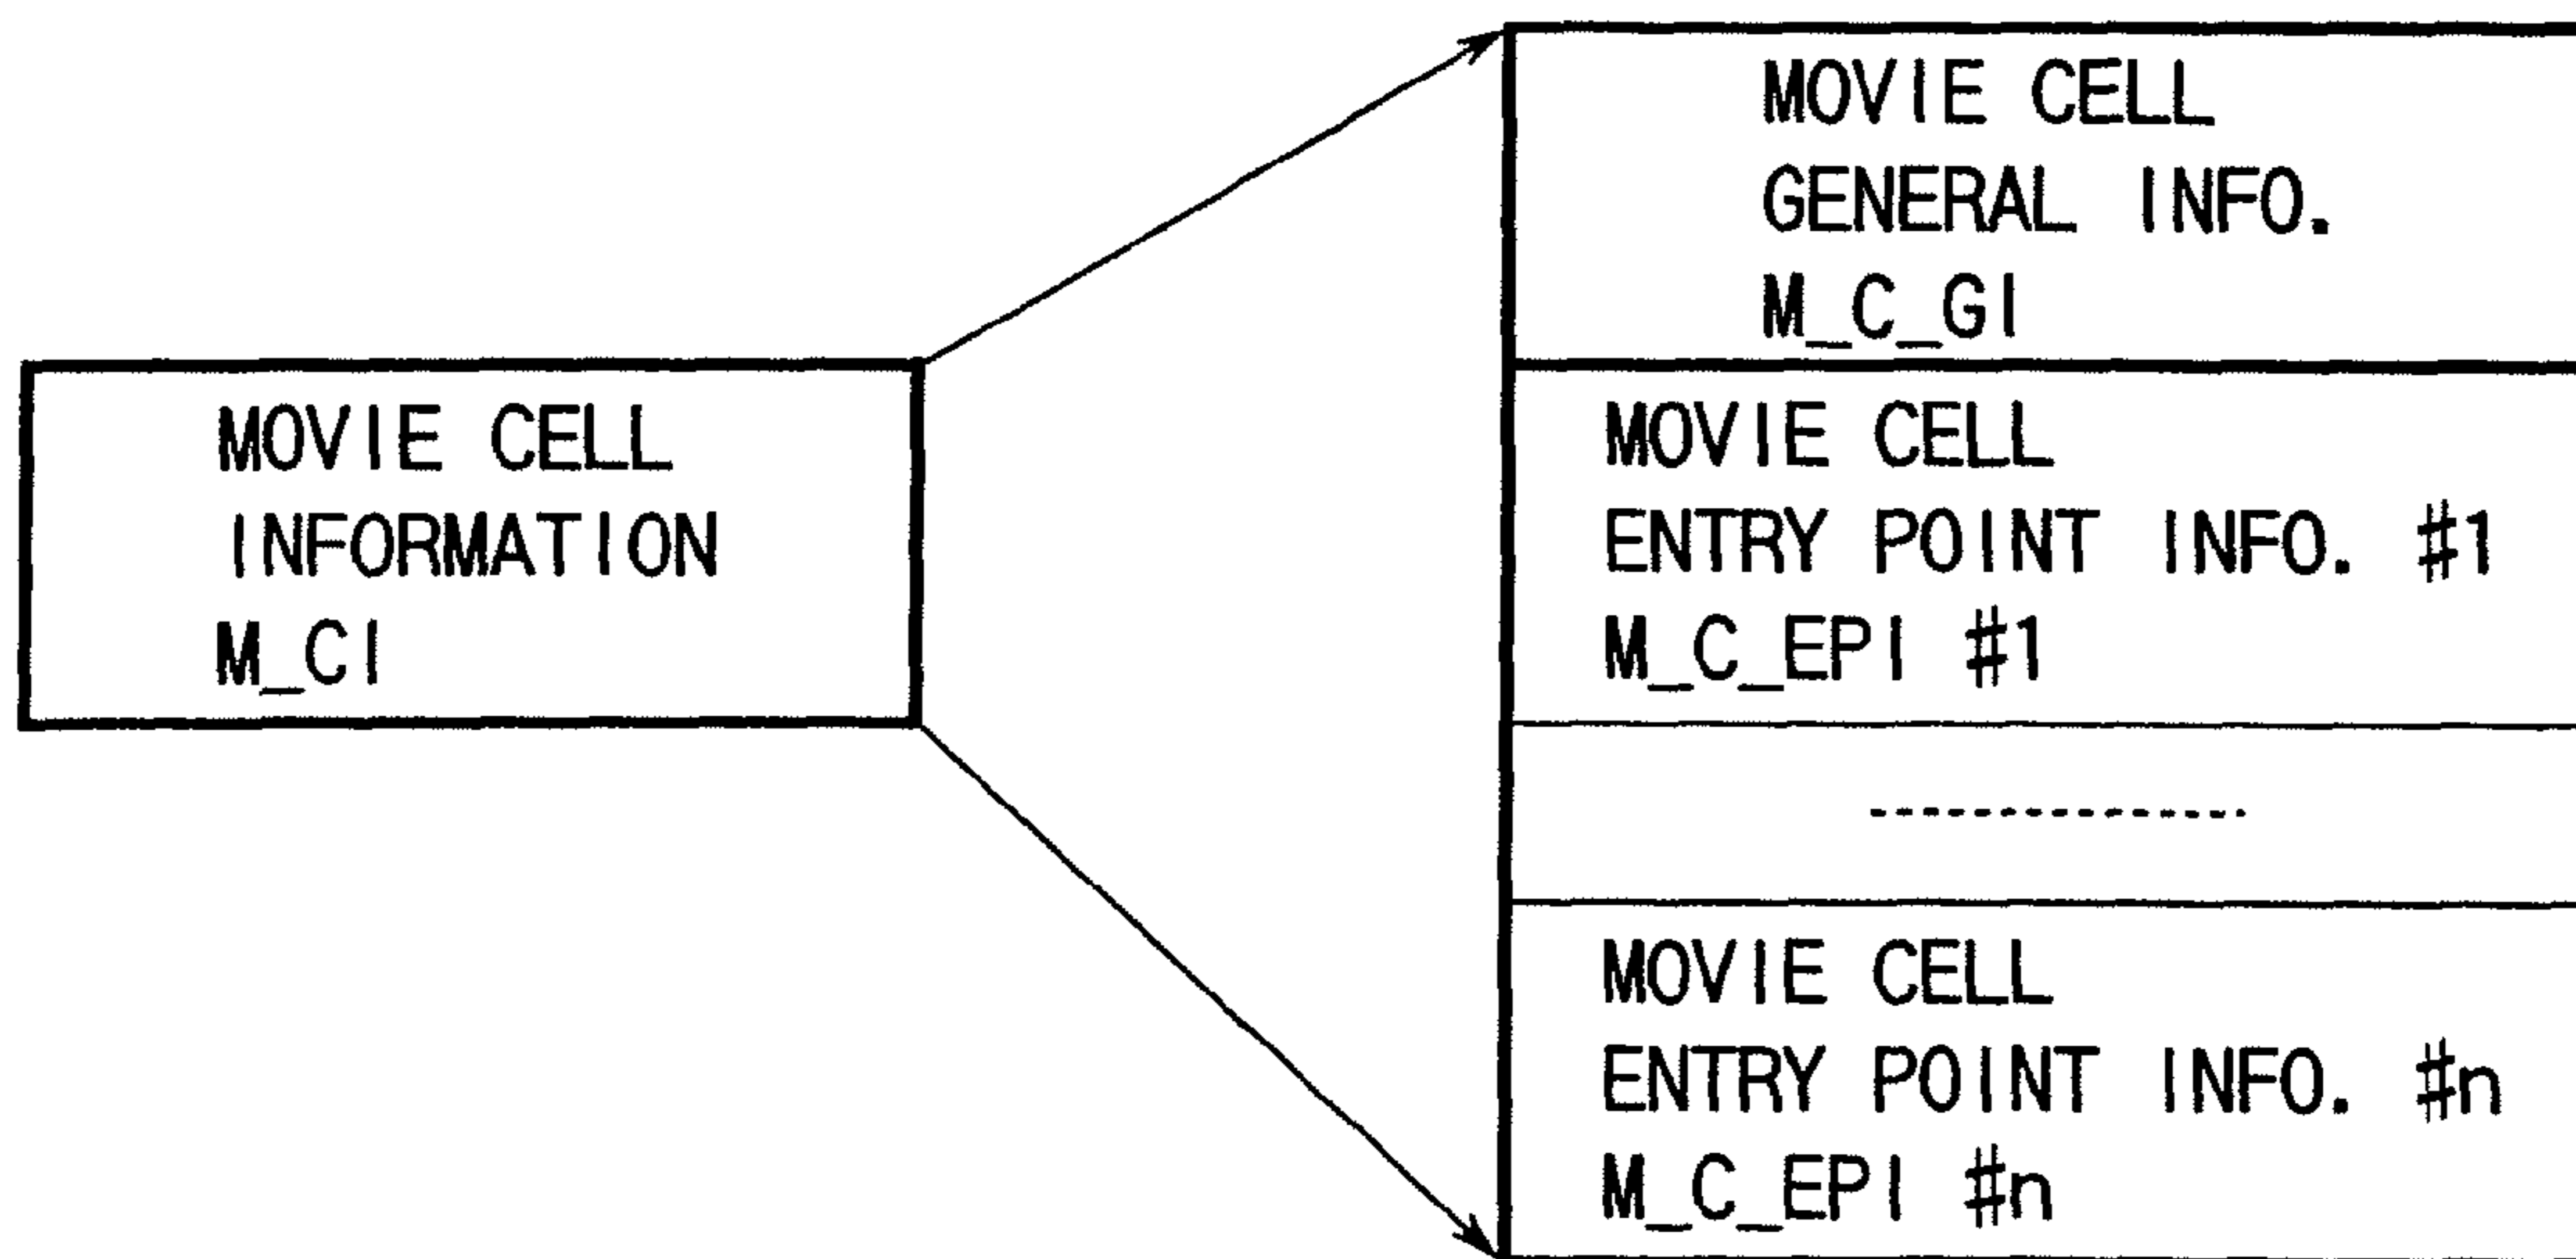 MOVIE CELL
INFORMATION
M_CI
MOVIE CELL
GENERAL INFO.
M_C_GI
MOVIE CELL
ENTRY POINT INFO. #1
M_C_EPI #1
MOVIE CELL
ENTRY POINT INFO. #n
M_C_EPI #n